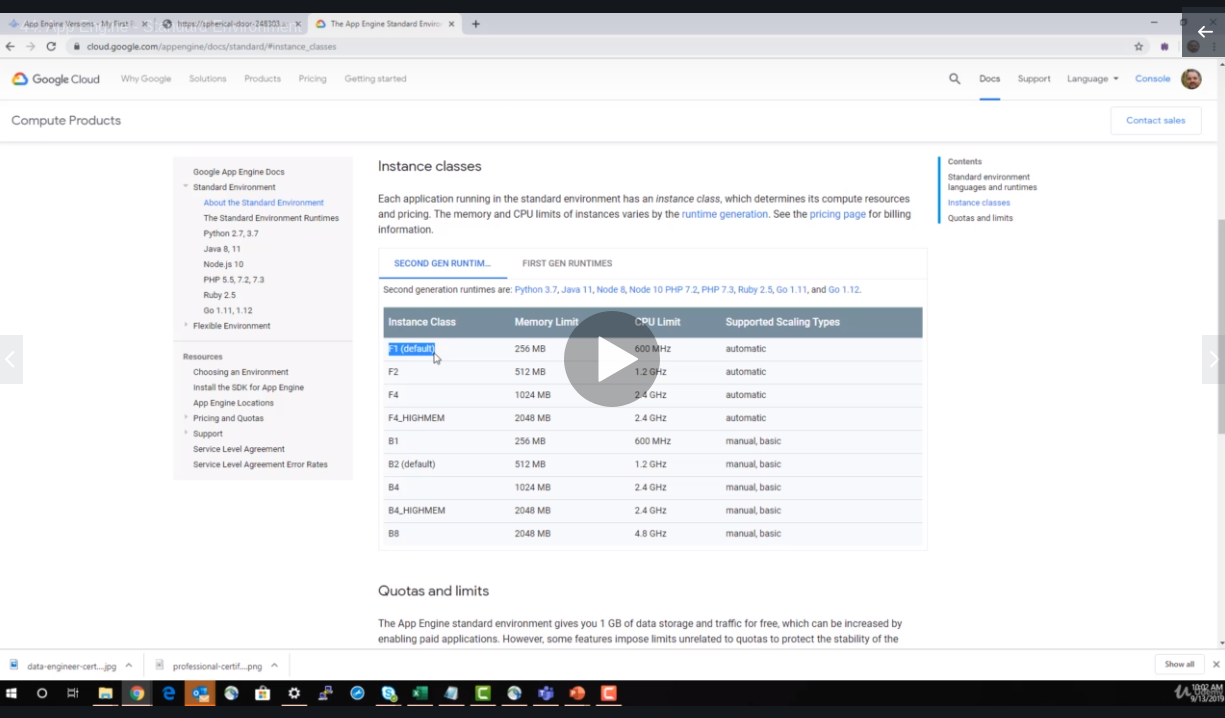 App Engine Versions - My First P
https://spherical-door-248303.a
The App Engine Standard Enviro
App Engine - Standard Environment
cloud.google.com/appengine/docs/standard/#instance_classes
Google Cloud
Why Google
Solutions
Products
Pricing
Getting started
Docs
Support
Language
Console
Compute Products
Contact sales
Google App Engine Docs
Standard Environment
About the Standard Environment
The Standard Environment Runtimes
Python 2.7, 3.7
Java 8, 11
Node.js 10
PHP 5.5, 7.2, 7.3
Ruby 2.5
Go 1.11, 1.12
Flexible Environment
Resources
Choosing an Environment
Install the SDK for App Engine
App Engine Locations
Pricing and Quotas
Support
Service Level Agreement
Service Level Agreement Error Rates
Instance classes
Each application running in the standard environment has an instance class, which determines its compute resources
and pricing. The memory and CPU limits of instances varies by the runtime generation. See the pricing page for billing
information.
SECOND GEN RUNTIM...
FIRST GEN RUNTIMES
Second generation runtimes are: Python 3.7, Java 11, Node 8, Node 10 PHP 7.2, PHP 7.3, Ruby 2.5, Go 1.11, and Go 1.12.
Instance Class Memory Limit CPU Limit Supported Scaling Types
F1 (default) 256 MB 600 MHz automatic
F2 512 MB 1.2 GHz automatic
F4 1024 MB 2.4 GHz automatic
F4_HIGHMEM 2048 MB 2.4 GHz automatic
B1 256 MB 600 MHz manual, basic
B2 (default) 512 MB 1.2 GHz manual, basic
B4 1024 MB 2.4 GHz manual, basic
B4_HIGHMEM 2048 MB 2.4 GHz manual, basic
B8 2048 MB 4.8 GHz manual, basic
Quotas and limits
The App Engine standard environment gives you 1 GB of data storage and traffic for free, which can be increased by
enabling paid applications. However, some features impose limits unrelated to quotas to protect the stability of the
Contents
Standard environment
languages and runtimes
Instance classes
Quotas and limits
data-engineer-cert....jpg
professional-certif....png
Show all
10:02 AM
9/13/2019
Udemy